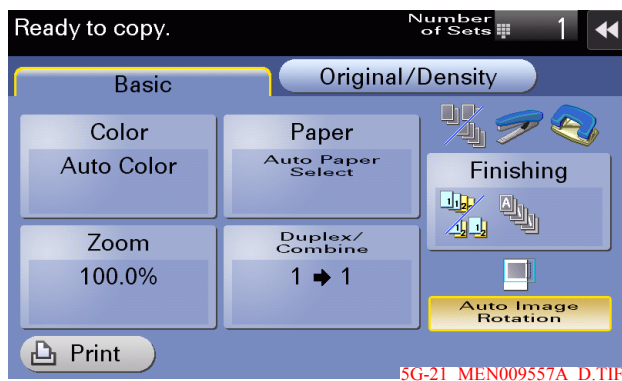 Ready to copy.
Number
of Sets
1
Basic
Original/Density
Color
Auto Color
Paper
Auto Paper
Select
Finishing
Zoom
100.0%
Duplex/
Combine
1 → 1
Auto Image
Rotation
Print
5G-21 MEN009557A_D.TIF